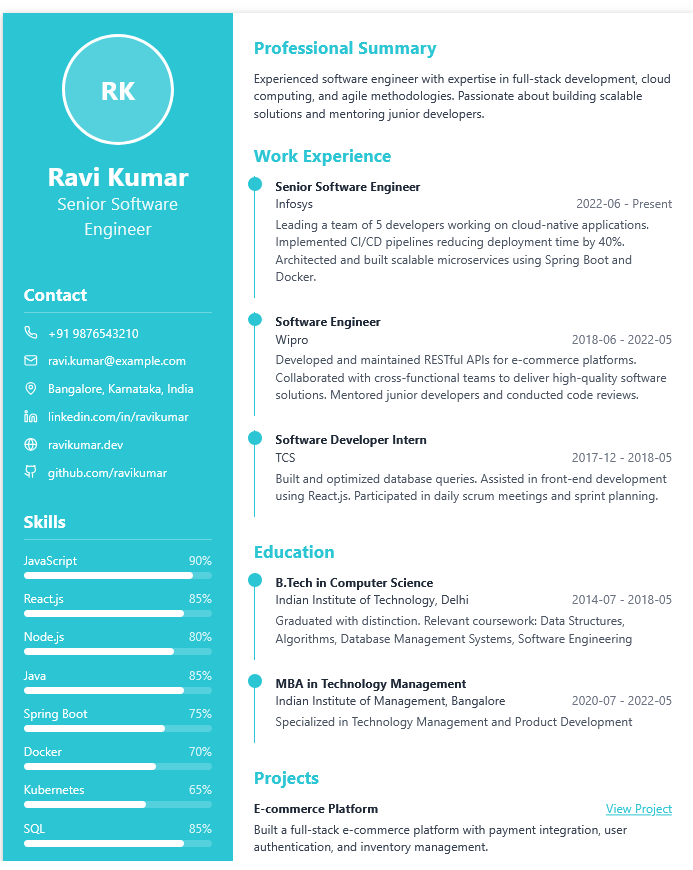 RK
Ravi Kumar
Senior Software
Engineer
Contact
+91 9876543210
ravi.kumar@example.com
Bangalore, Karnataka, India
linkedin.com/in/ravikumar
ravikumar.dev
github.com/ravikumar
Skills
JavaScript 90%
React.js 85%
Node.js 80%
Java 85%
Spring Boot 75%
Docker 70%
Kubernetes 65%
SQL 85%
Professional Summary
Experienced software engineer with expertise in full-stack development, cloud
computing, and agile methodologies. Passionate about building scalable
solutions and mentoring junior developers.
Work Experience
Senior Software Engineer
Infosys 2022-06 - Present
Leading a team of 5 developers working on cloud-native applications.
Implemented CI/CD pipelines reducing deployment time by 40%.
Architected and built scalable microservices using Spring Boot and
Docker.
Software Engineer
Wipro 2018-06 - 2022-05
Developed and maintained RESTful APIs for e-commerce platforms.
Collaborated with cross-functional teams to deliver high-quality software
solutions. Mentored junior developers and conducted code reviews.
Software Developer Intern
TCS 2017-12 - 2018-05
Built and optimized database queries. Assisted in front-end development
using React.js. Participated in daily scrum meetings and sprint planning.
Education
B.Tech in Computer Science
Indian Institute of Technology, Delhi 2014-07 - 2018-05
Graduated with distinction. Relevant coursework: Data Structures,
Algorithms, Database Management Systems, Software Engineering
MBA in Technology Management
Indian Institute of Management, Bangalore 2020-07 - 2022-05
Specialized in Technology Management and Product Development
Projects
E-commerce Platform View Project
Built a full-stack e-commerce platform with payment integration, user
authentication, and inventory management.